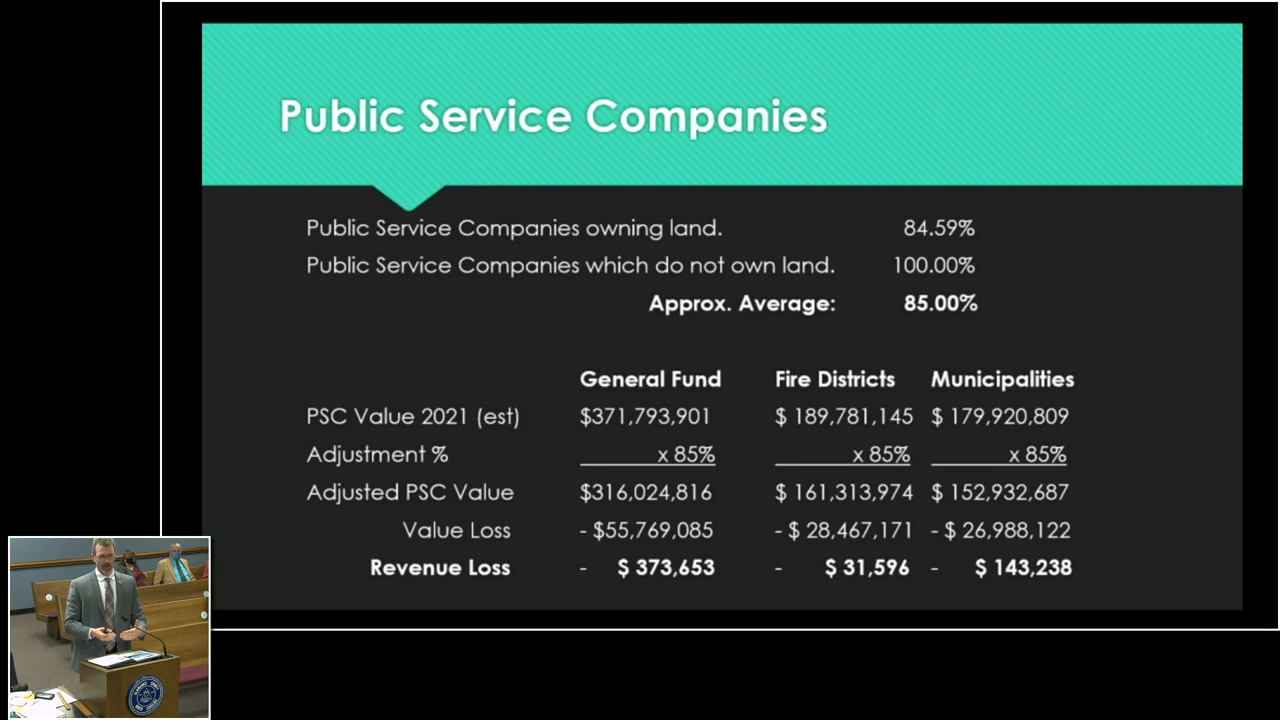 Public Service Companies
Public Service Companies owning land. 84.59%
Public Service Companies which do not own land. 100.00%
Approx. Average: 85.00%
General Fund Fire Districts Municipalities
PSC Value 2021 (est) $371,793,901 $ 189,781,145 $ 179,920,809
Adjustment % x 85% x 85% x 85%
Adjusted PSC Value $316,024,816 $ 161,313,974 $ 152,932,687
Value Loss - $55,769,085 - $ 28,467,171 - $ 26,988,122
Revenue Loss - $ 373,653 - $ 31,596 - $ 143,238